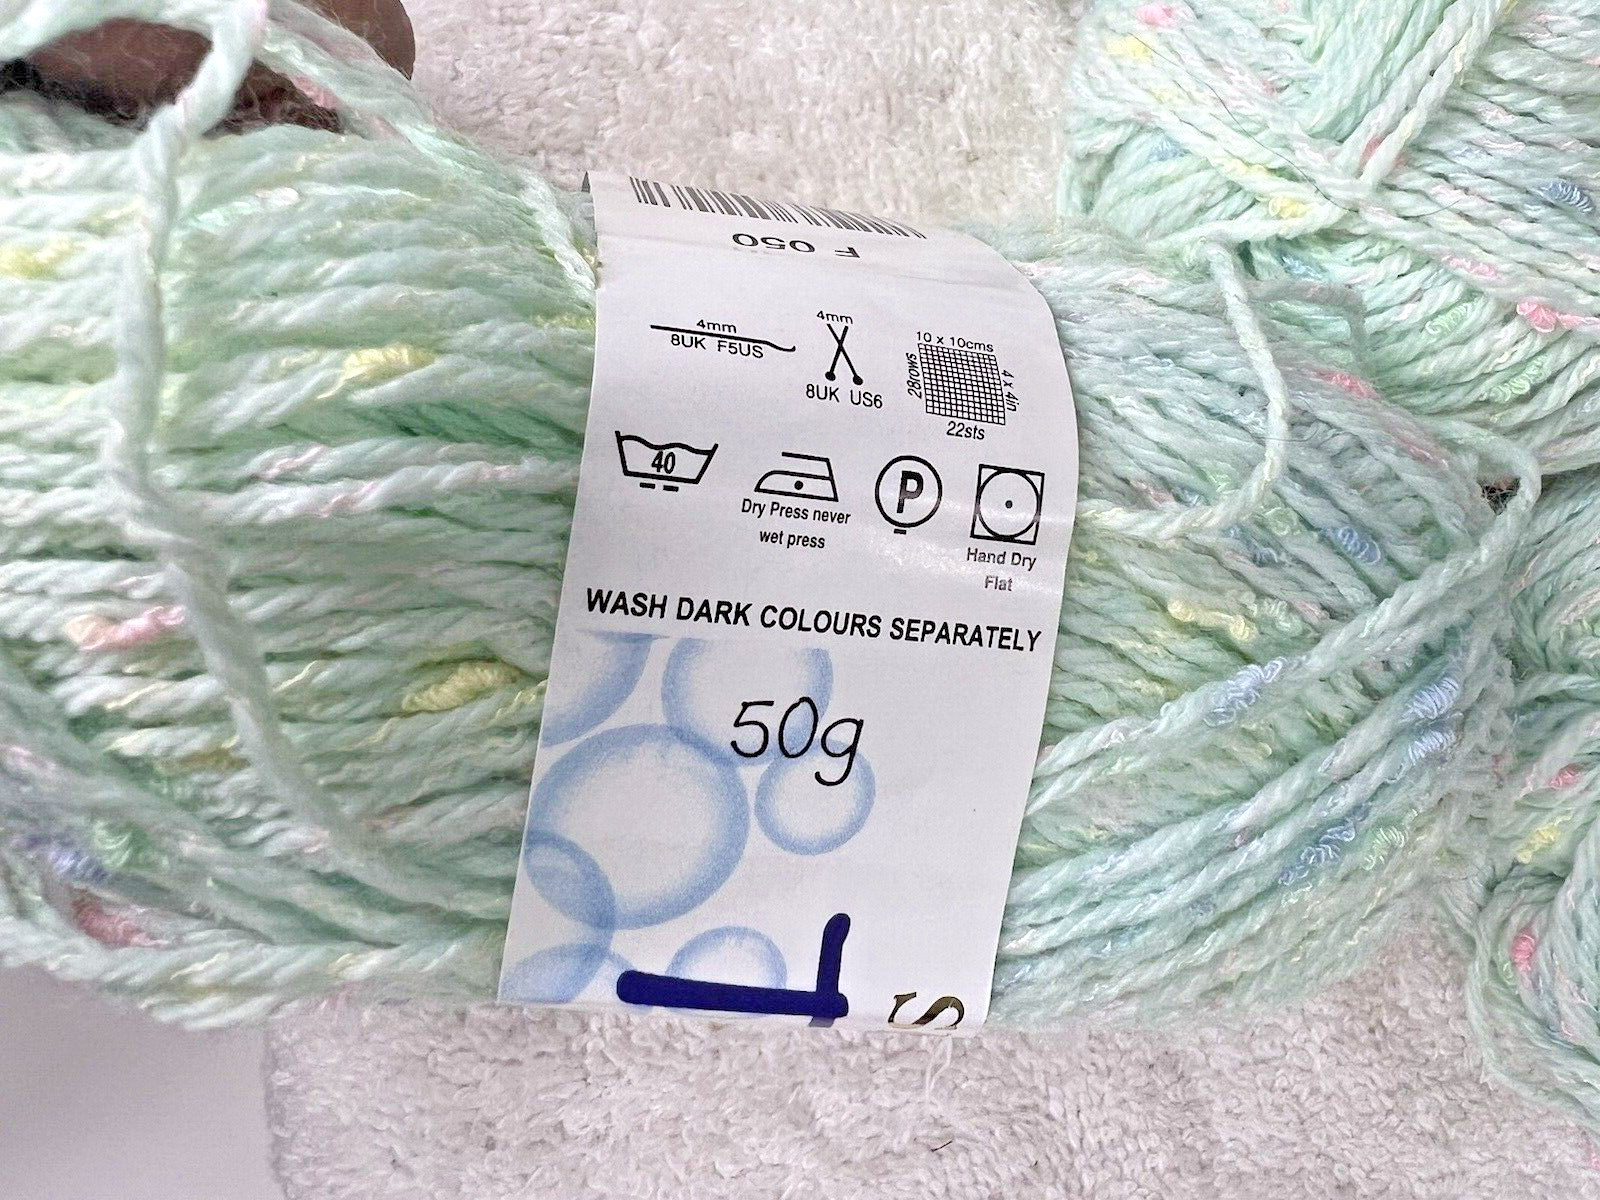 F 050
4mm
8UK F5US
4mm
8UK US6
10 x 10cms
28rows
4 x 4in
22sts
40
Dry Press never
wet press
P
Hand Dry
Flat
WASH DARK COLOURS SEPARATELY
50g
S